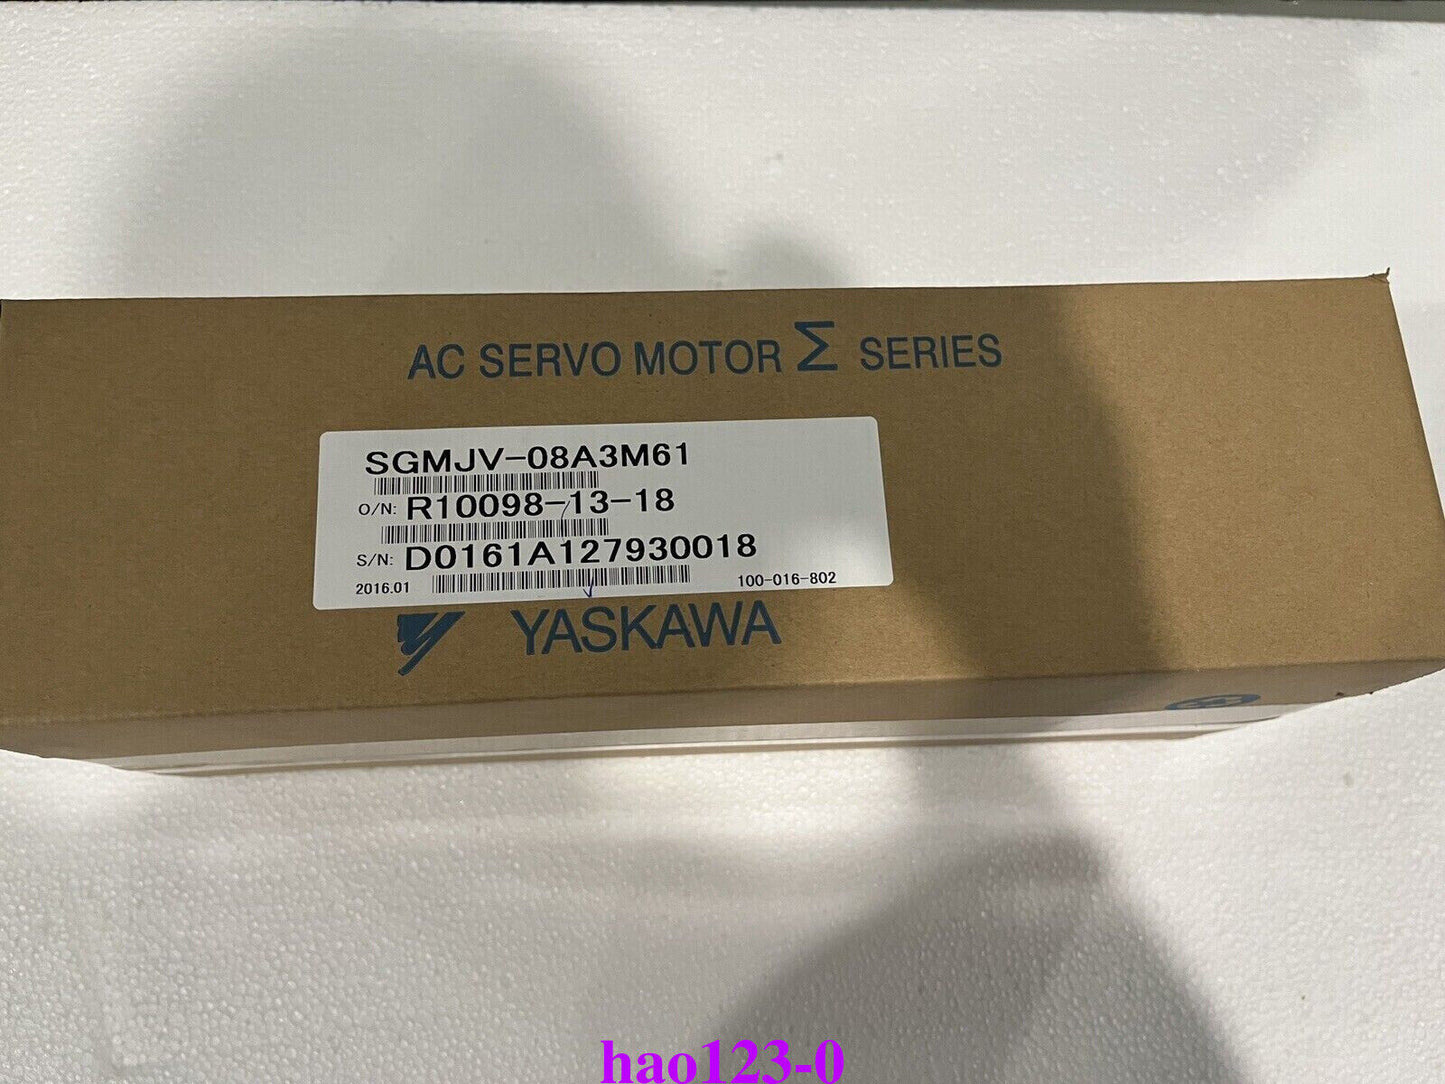 AC SERVO MOTOR Σ SERIES
SGMJV-08A3M61
O/N: R10098-13-18
S/N: D0161A127930018
2016.01 100-016-802
YASKAWA
hao123-0